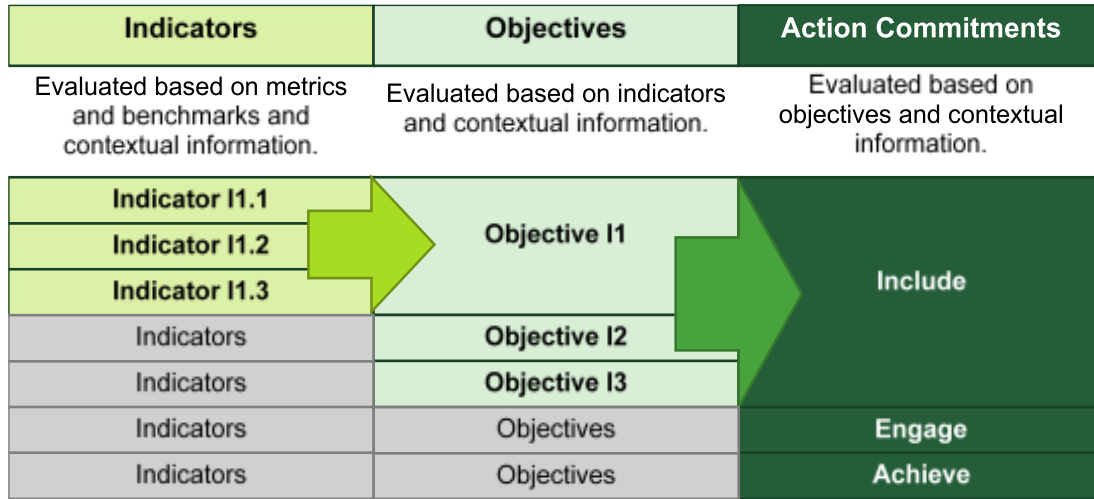 Indicators
Objectives
Action Commitments
Evaluated based on metrics
and benchmarks and
contextual information.
Evaluated based on indicators
and contextual information.
Evaluated based on
objectives and contextual
information.
Indicator I1.1
Indicator I1.2
Indicator I1.3
Objective I1
Include
Indicators
Objective I2
Indicators
Objective I3
Indicators
Objectives
Engage
Indicators
Objectives
Achieve